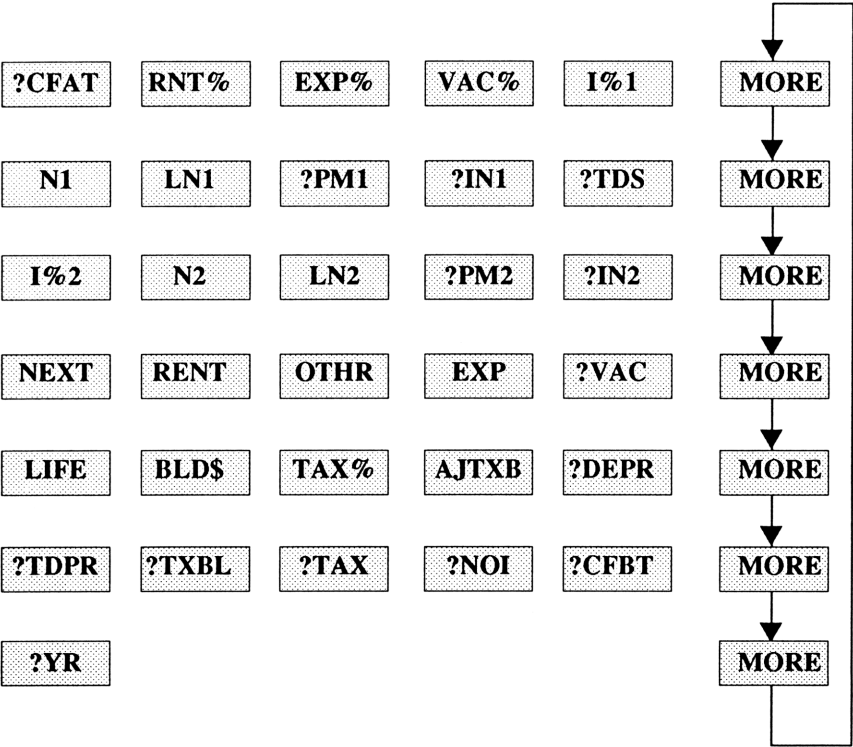 ?CFAT RNT% EXP% VAC% I%1 MORE
N1 LN1 ?PM1 ?IN1 ?TDS MORE
I%2 N2 LN2 ?PM2 ?IN2 MORE
NEXT RENT OTHR EXP ?VAC MORE
LIFE BLD$ TAX% AJTXB ?DEPR MORE
?TDPR ?TXBL ?TAX ?NOI ?CFBT MORE
?YR MORE